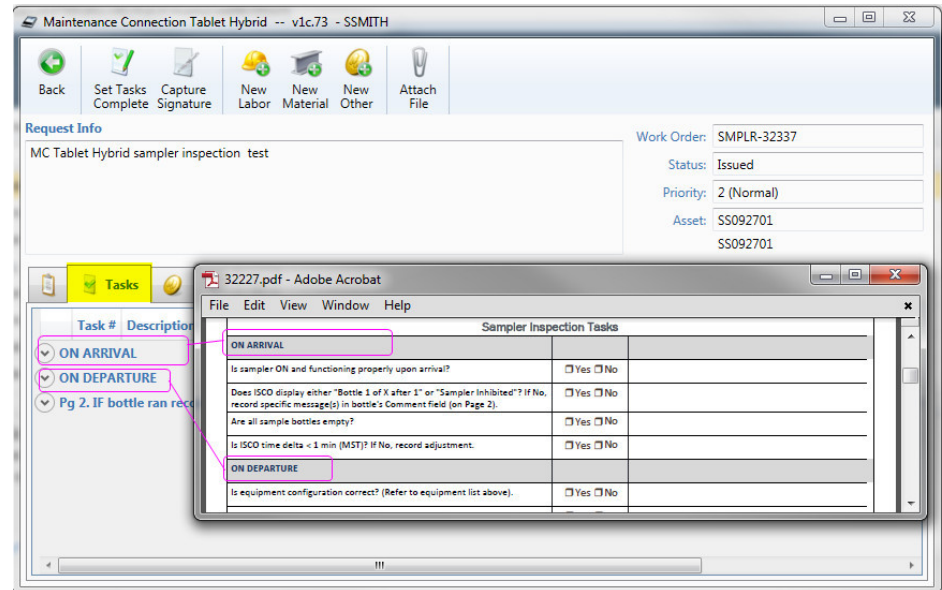 Maintenance Connection Tablet Hybrid -- v1c.73 - SSMITH
Back
Set Tasks Complete
Capture Signature
New Labor
New Material
New Other
Attach File
Request Info
MC Tablet Hybrid sampler inspection test
Work Order: SMPLR-32337
Status: Issued
Priority: 2 (Normal)
Asset: SS092701
SS092701
Tasks
Task # Description
ON ARRIVAL
ON DEPARTURE
Pg 2. IF bottle ran
32227.pdf - Adobe Acrobat
File Edit View Window Help
Sampler Inspection Tasks
ON ARRIVAL
Is sampler ON and functioning properly upon arrival? Yes No
Does ISCO display either "Bottle 1 of X after 1" or "Sampler Inhibited"? If No, Yes No
record specific message(s) in bottle's Comment field (on Page 2).
Are all sample bottles empty? Yes No
Is ISCO time delta < 1 min (MST)? If No, record adjustment. Yes No
ON DEPARTURE
Is equipment configuration correct? (Refer to equipment list above). Yes No